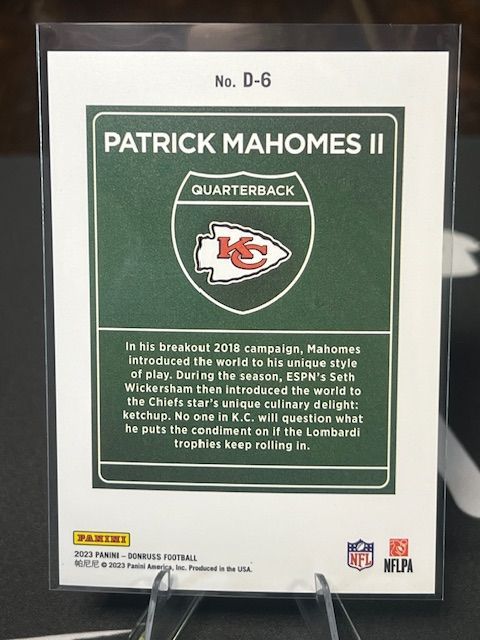 No. D-6
PATRICK MAHOMES II
QUARTERBACK
KC
In his breakout 2018 campaign, Mahomes
introduced the world to his unique style
of play. During the season, ESPN's Seth
Wickersham then introduced the world to
the Chiefs star's unique culinary delight:
ketchup. No one in K.C. will question what
he puts the condiment on if the Lombardi
trophies keep rolling in.
PANINI
2023 PANINI – DONRUSS FOOTBALL
帕尼尼 © 2023 Panini America, Inc. Produced in the USA.
NFL
NFLPA